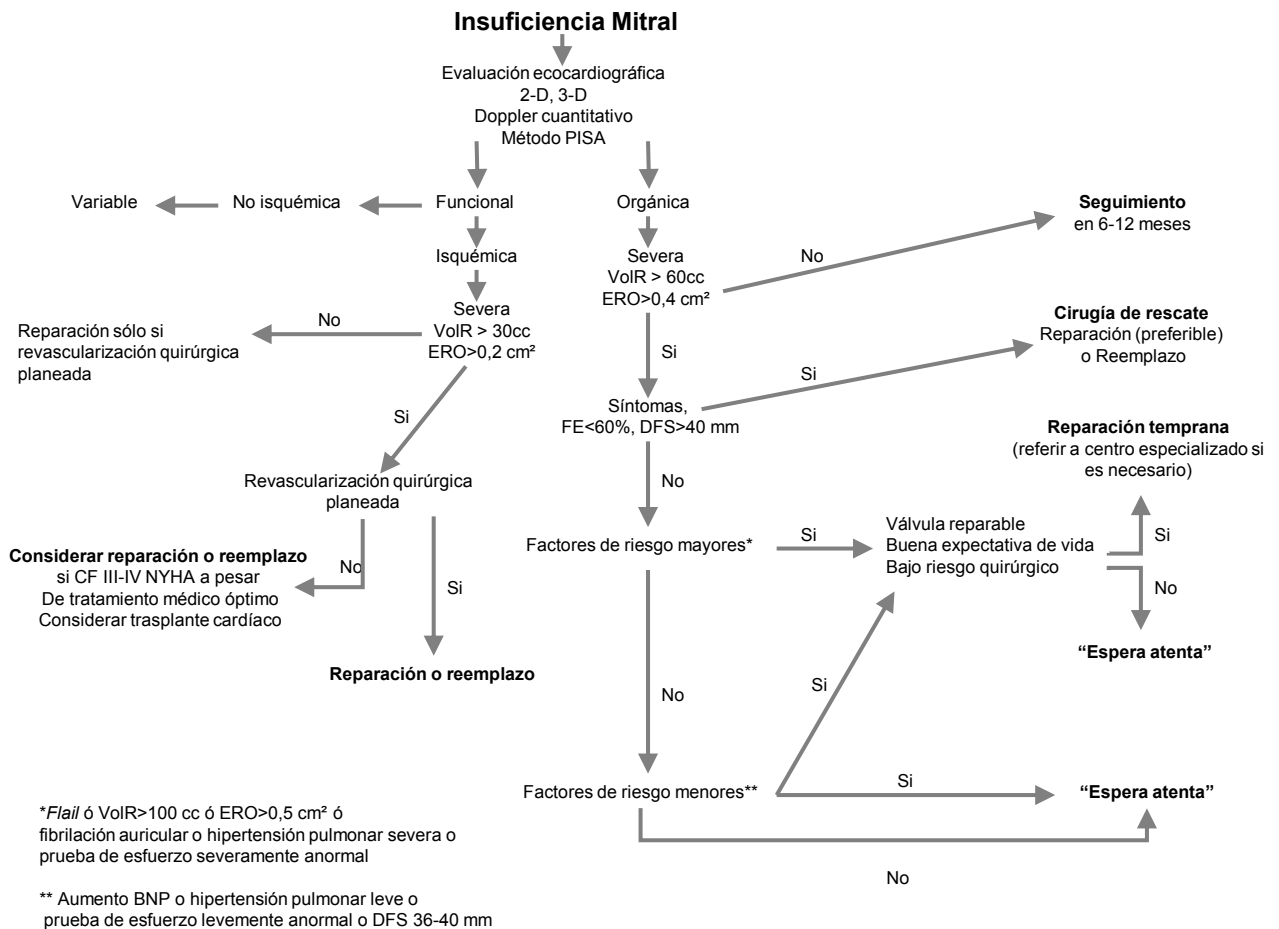 Insuficiencia Mitral
Evaluación ecocardiográfica
2-D, 3-D
Doppler cuantitativo
Método PISA
Variable
No isquémica
Funcional
Orgánica
Seguimiento
en 6-12 meses
Isquémica
Severa
VolR > 60cc
ERO>0,4 cm²
No
Severa
VolR > 30cc
ERO>0,2 cm²
No
Reparación sólo si
revascularización quirúrgica
planeada
Cirugía de rescate
Reparación (preferible)
o Reemplazo
Si
Si
Síntomas,
FE<60%, DFS>40 mm
Si
Reparación temprana
(referir a centro especializado si
es necesario)
Revascularización quirúrgica
planeada
No
Factores de riesgo mayores*
Si
Válvula reparable
Buena expectativa de vida
Bajo riesgo quirúrgico
Si
No
Considerar reparación o reemplazo
si CF III-IV NYHA a pesar
De tratamiento médico óptimo
Considerar trasplante cardíaco
No
Si
“Espera atenta”
Reparación o reemplazo
Si
No
Factores de riesgo menores**
Si
“Espera atenta”
No
*Flail ó VolR>100 cc ó ERO>0,5 cm² ó
fibrilación auricular o hipertensión pulmonar severa o
prueba de esfuerzo severamente anormal
** Aumento BNP o hipertensión pulmonar leve o
prueba de esfuerzo levemente anormal o DFS 36-40 mm